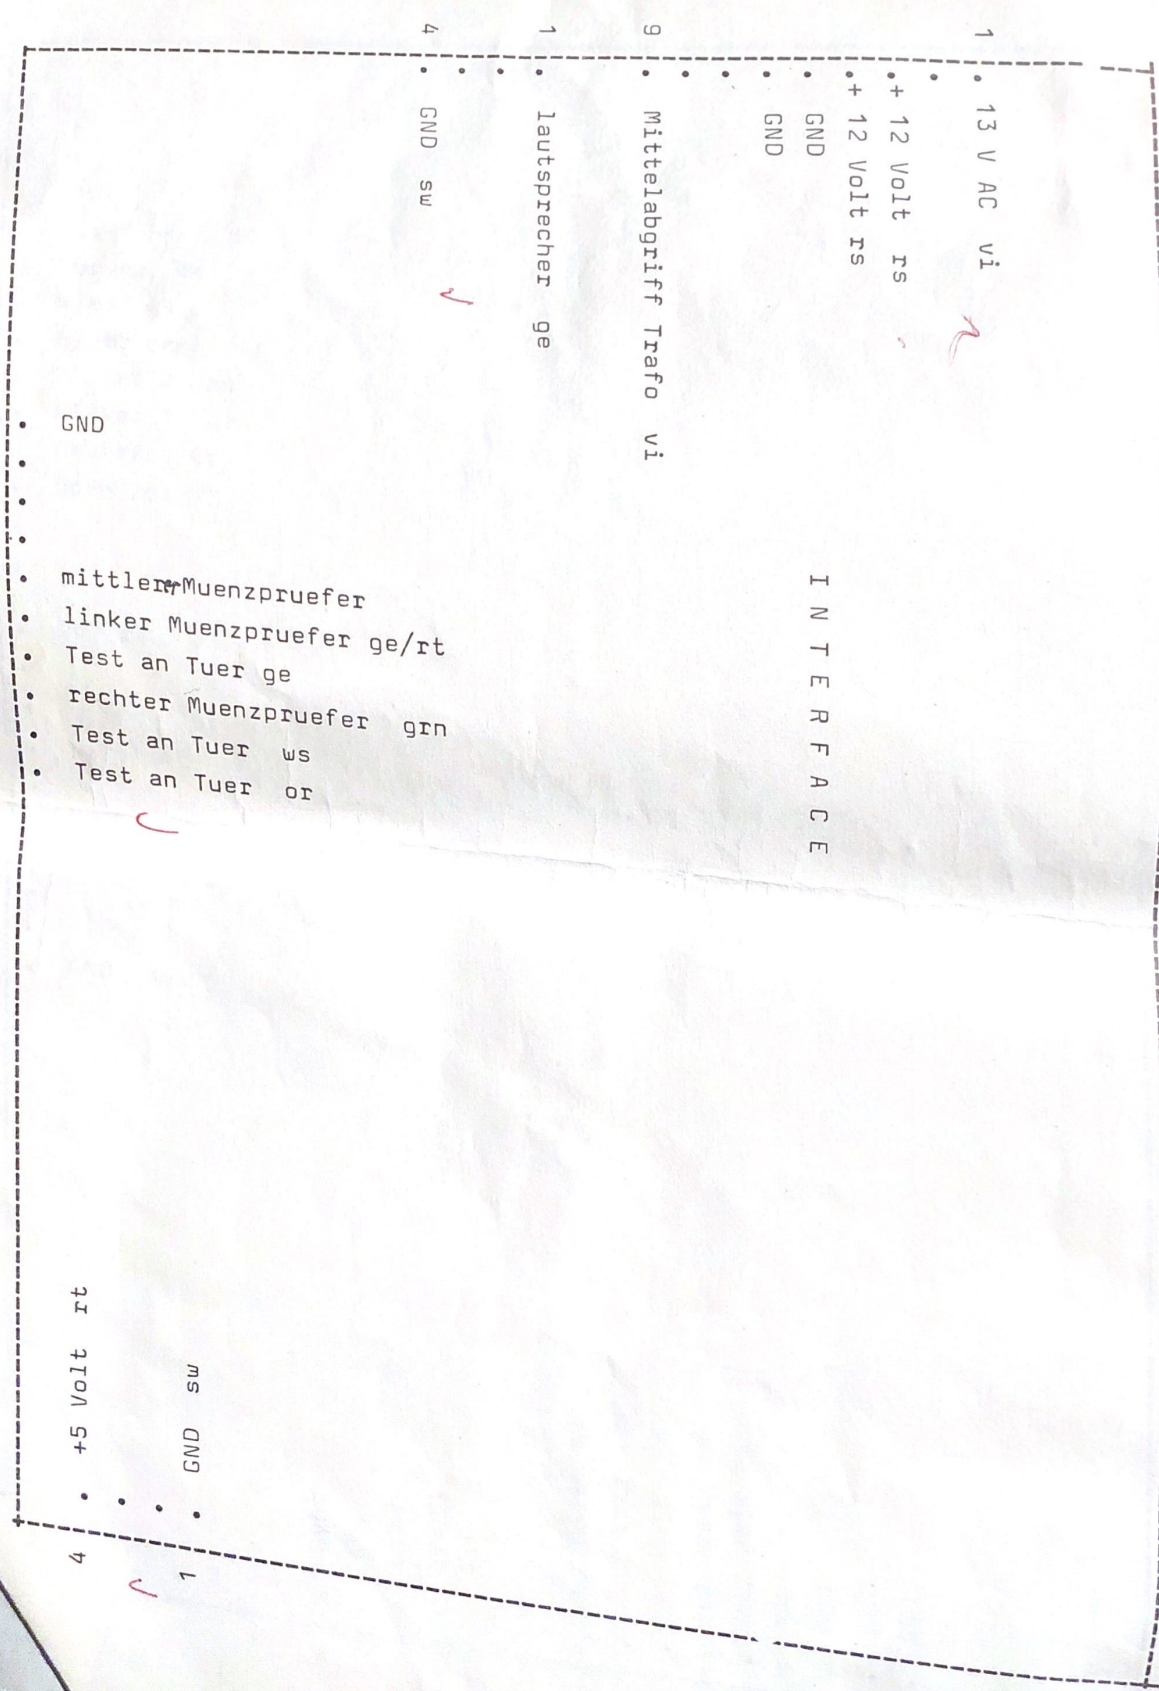 1 13 V AC vi
+ 12 Volt rs
+ 12 Volt rs
GND
GND
9 Mittelabgriff Trafo vi
1 lautsprecher ge
4 GND sw
INTERFACE
GND
mittlerer Muenzpruefer
linker Muenzpruefer ge/rt
Test an Tuer ge
rechter Muenzpruefer grn
Test an Tuer ws
Test an Tuer or
4 +5 Volt rt
1 GND sw